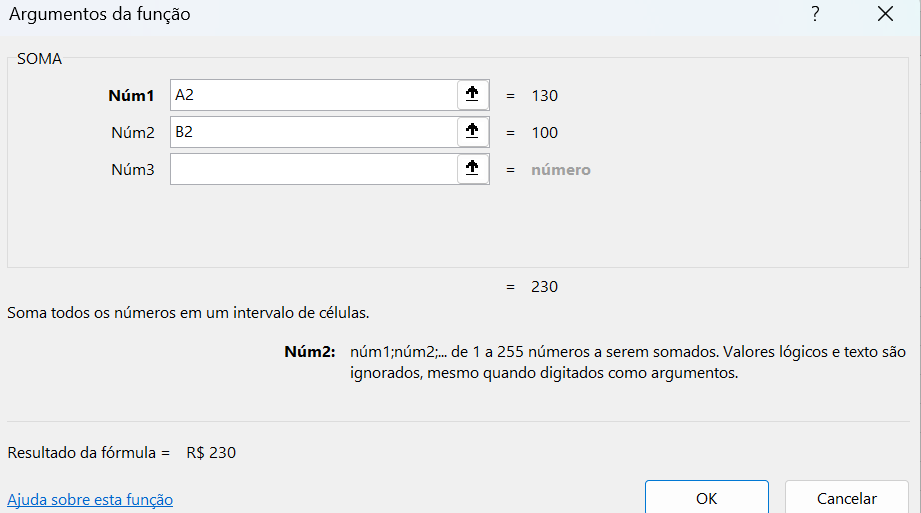 Argumentos da função ?
SOMA
Núm1 A2 = 130
Núm2 B2 = 100
Núm3 = número
= 230
Soma todos os números em um intervalo de células.
Núm2: núm1;núm2;... de 1 a 255 números a serem somados. Valores lógicos e texto são
ignorados, mesmo quando digitados como argumentos.
Resultado da fórmula = R$ 230
Ajuda sobre esta função OK Cancelar